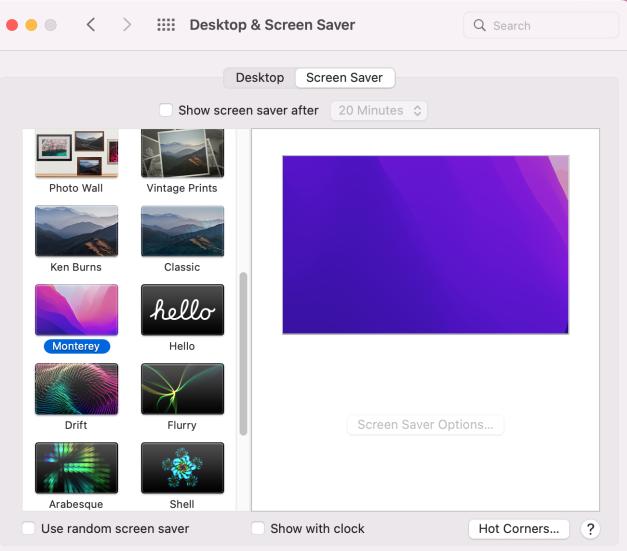 Desktop & Screen Saver
Search
Desktop
Screen Saver
Show screen saver after
20 Minutes
Photo Wall
Vintage Prints
Ken Burns
Classic
hello
Monterey
Hello
Drift
Flurry
Arabesque
Shell
Screen Saver Options...
Use random screen saver
Show with clock
Hot Corners...
?